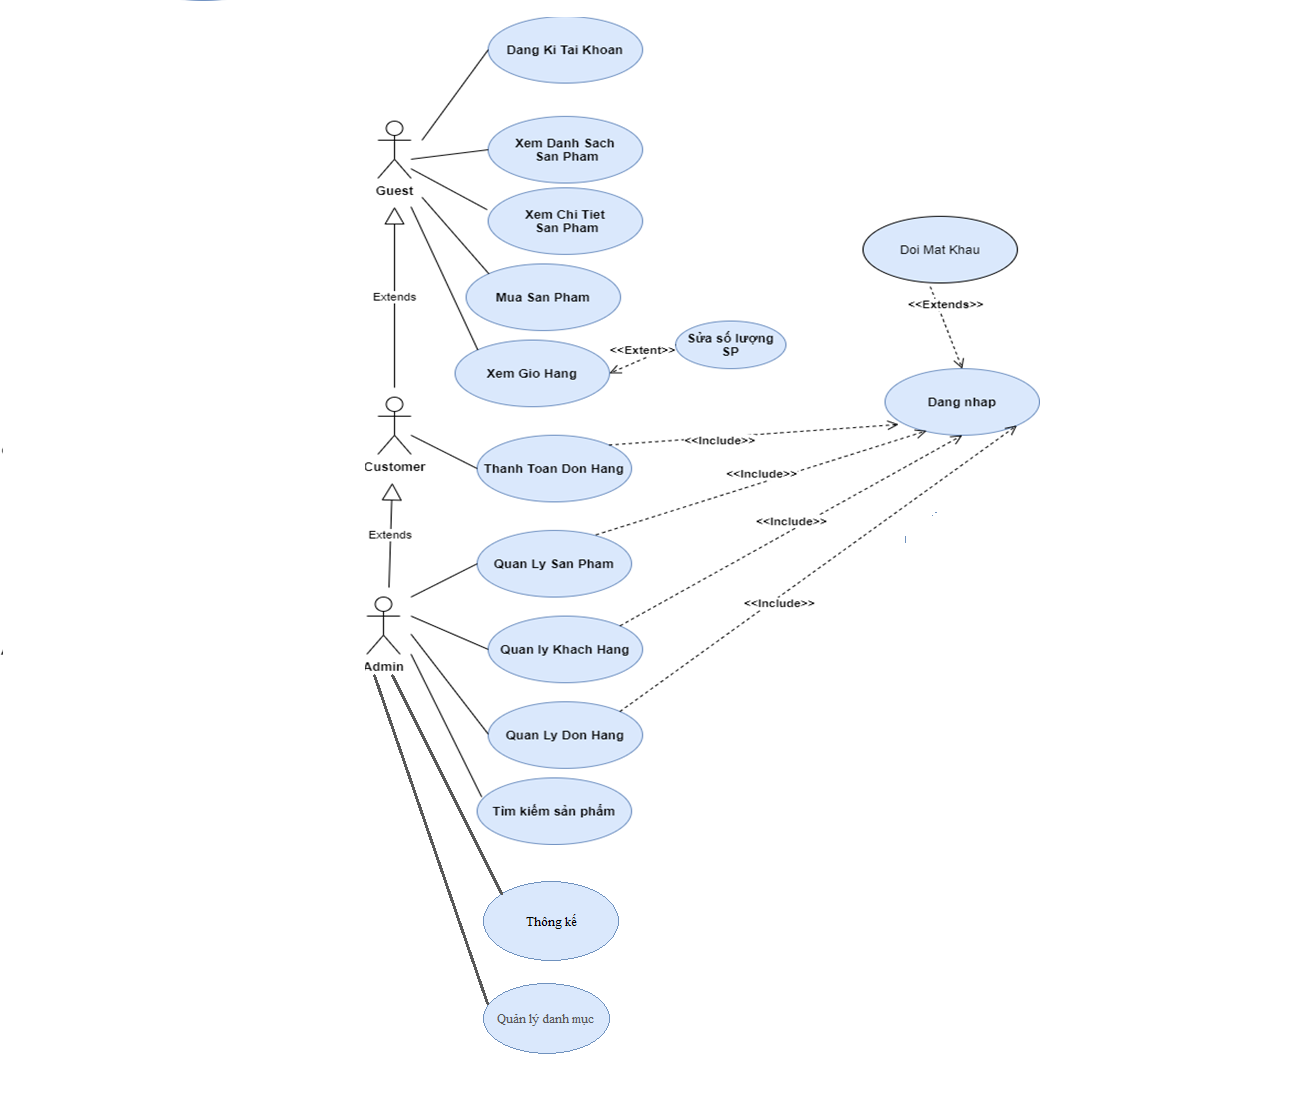 Dang Ki Tai Khoan
Xem Danh Sach
San Pham
Guest
Xem Chi Tiet
San Pham
Doi Mat Khau
Extends
Mua San Pham
<<Extends>>
Sửa số lượng
SP
<<Extent>>
Xem Gio Hang
Dang nhap
<<Include>>
Customer
Thanh Toan Don Hang
<<Include>>
<<Include>>
Extends
Quan Ly San Pham
<<Include>>
Quan ly Khach Hang
Admin
Quan Ly Don Hang
Tìm kiếm sản phẩm
Thông kế
Quản lý danh mục